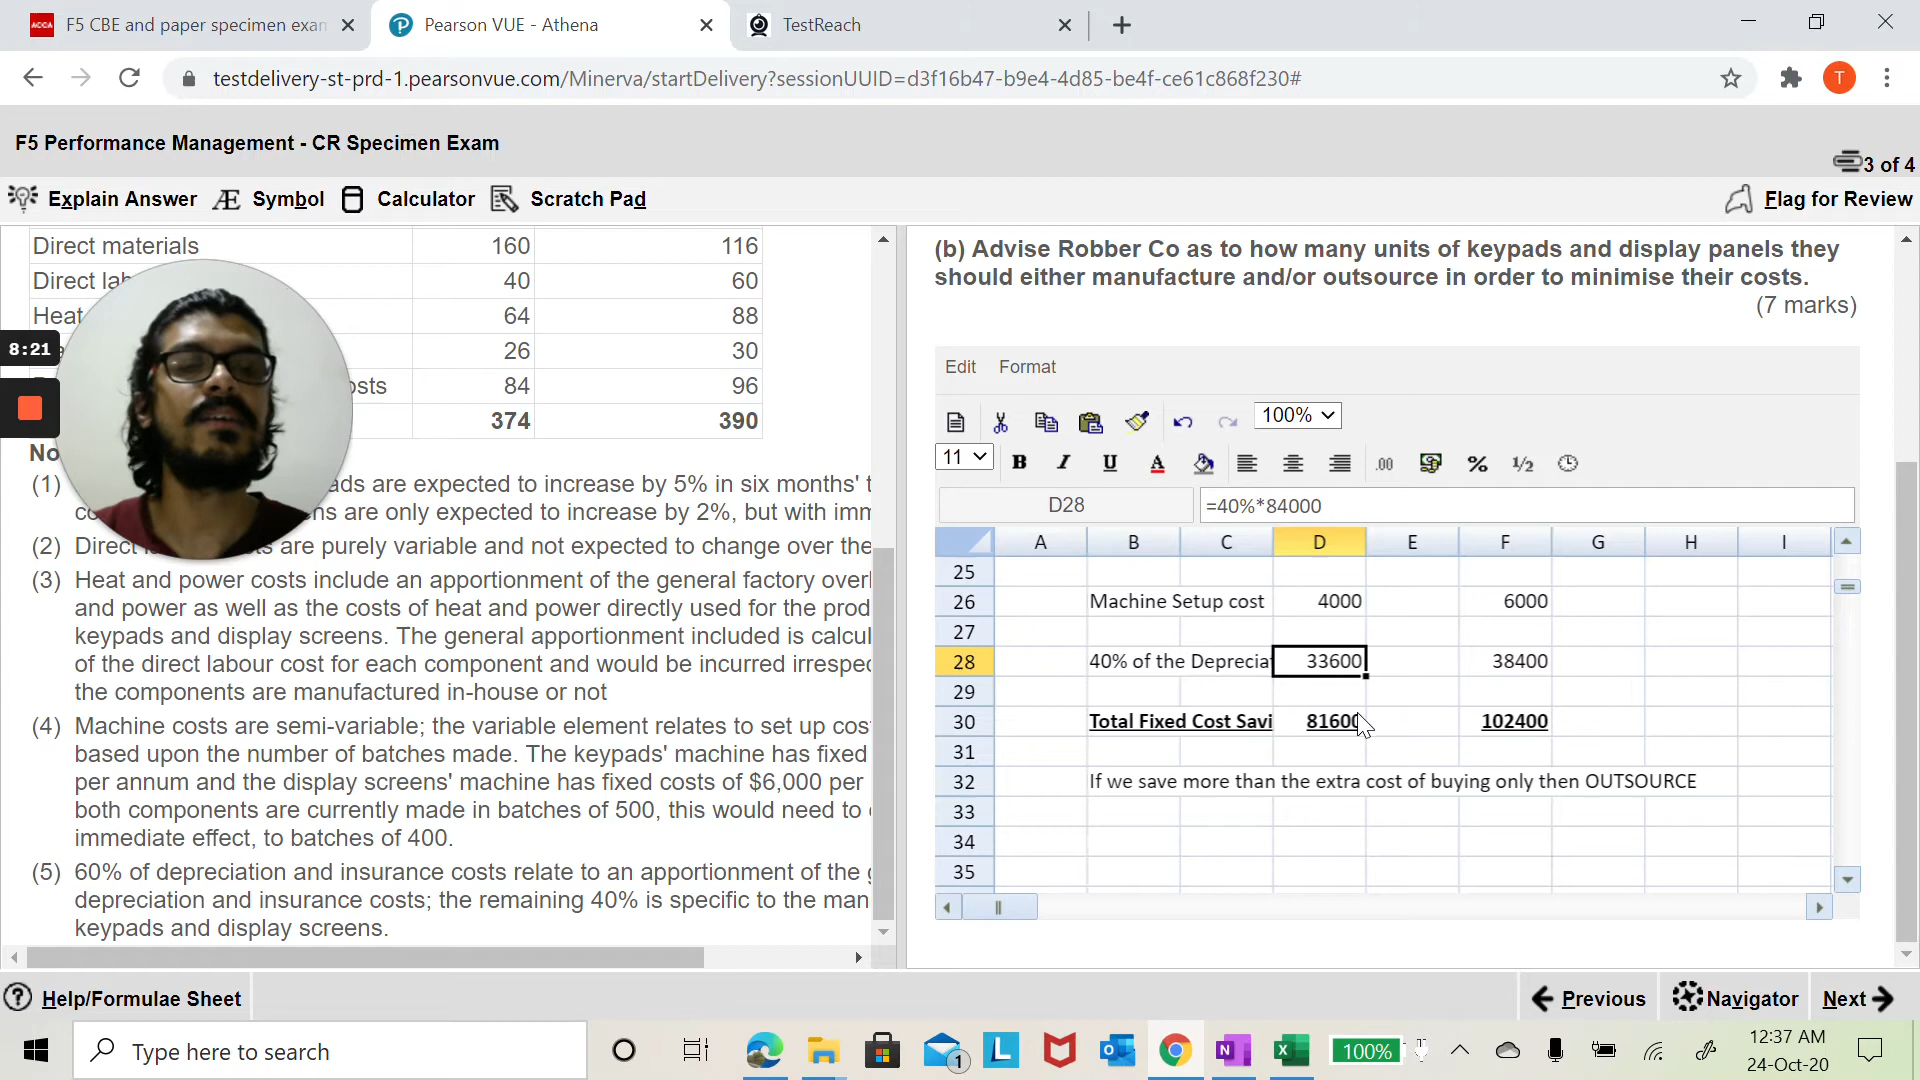 F5 CBE and paper specimen exar
Pearson VUE - Athena
TestReach
testdelivery-st-prd-1.pearsonvue.com/Minerva/startDelivery?sessionUUID=d3f16b47-b9e4-4d85-be4f-ce61c868f230#
T
F5 Performance Management - CR Specimen Exam
3 of 4
Explain Answer Symbol Calculator Scratch Pad
Flag for Review
Direct materials 160 116
Direct 40 60
Heat 64 88
26 30
osts 84 96
374 390
8:21
(1) ads are expected to increase by 5% in six months' t
ns are only expected to increase by 2%, but with imm
(2) Direct are purely variable and not expected to change over the
(3) Heat and power costs include an apportionment of the general factory over
and power as well as the costs of heat and power directly used for the prod
keypads and display screens. The general apportionment included is calcul
of the direct labour cost for each component and would be incurred irrespec
the components are manufactured in-house or not
(4) Machine costs are semi-variable; the variable element relates to set up cos
based upon the number of batches made. The keypads' machine has fixed
per annum and the display screens' machine has fixed costs of $6,000 per
both components are currently made in batches of 500, this would need to
immediate effect, to batches of 400.
(5) 60% of depreciation and insurance costs relate to an apportionment of the
depreciation and insurance costs; the remaining 40% is specific to the man
keypads and display screens.
(b) Advise Robber Co as to how many units of keypads and display panels they
should either manufacture and/or outsource in order to minimise their costs.
(7 marks)
Edit Format
100%
11 B I U A .00 % 1/2
D28 =40%*84000
A B C D E F G H I
25
26 Machine Setup cost 4000 6000
27
28 40% of the Depreciat 33600 38400
29
30 Total Fixed Cost Savi 81600 102400
31
32 If we save more than the extra cost of buying only then OUTSOURCE
33
34
35
Help/Formulae Sheet
Previous Navigator Next
Type here to search
1
100%
12:37 AM
24-Oct-20